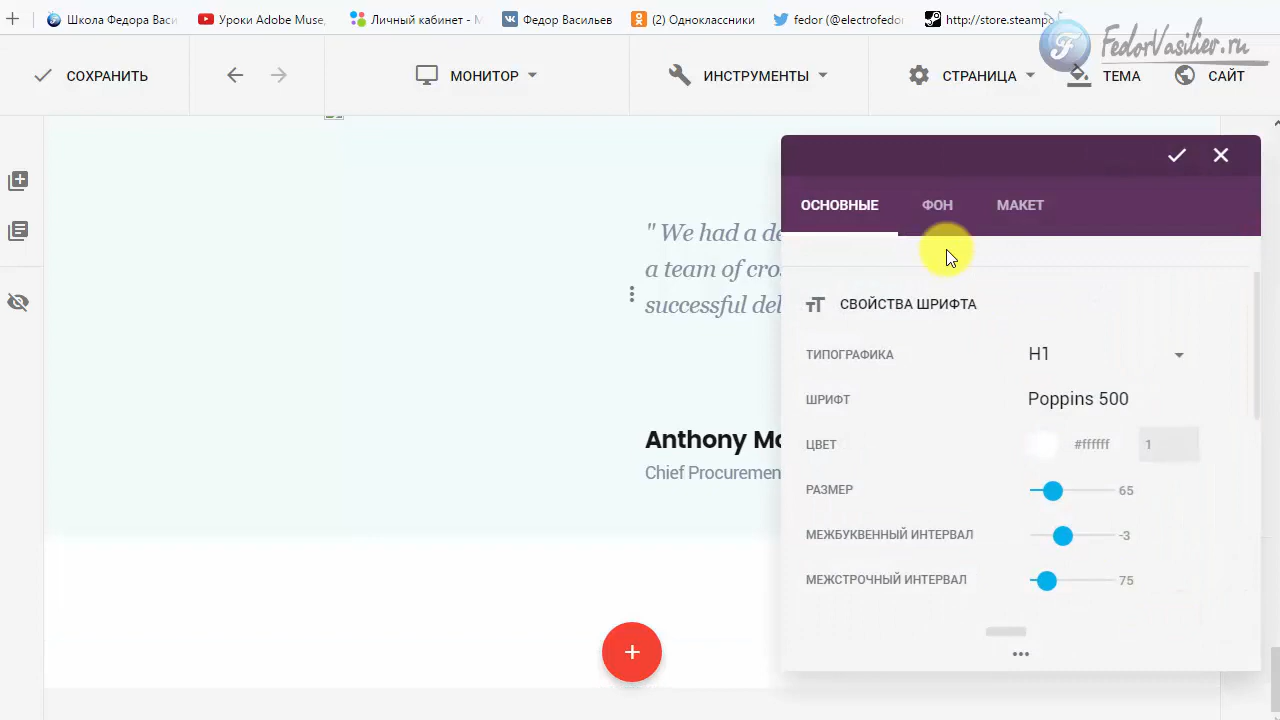 Школа Федора Васи
Уроки Adobe Muse,
Личный кабинет - М
Федор Васильев
(2) Одноклассники
fedor (@electrofedor
http://store.steampo
FedorVasiliev.ru
СОХРАНИТЬ
МОНИТОР
ИНСТРУМЕНТЫ
СТРАНИЦА
ТЕМА
САЙТ
ОСНОВНЫЕ
ФОН
МАКЕТ
" We had a de
a team of cros
successful del
Anthony Mo
Chief Procuremen
СВОЙСТВА ШРИФТА
ТИПОГРАФИКА H1
ШРИФТ Poppins 500
ЦВЕТ #ffffff 1
РАЗМЕР 65
МЕЖБУКВЕННЫЙ ИНТЕРВАЛ -3
МЕЖСТРОЧНЫЙ ИНТЕРВАЛ 75